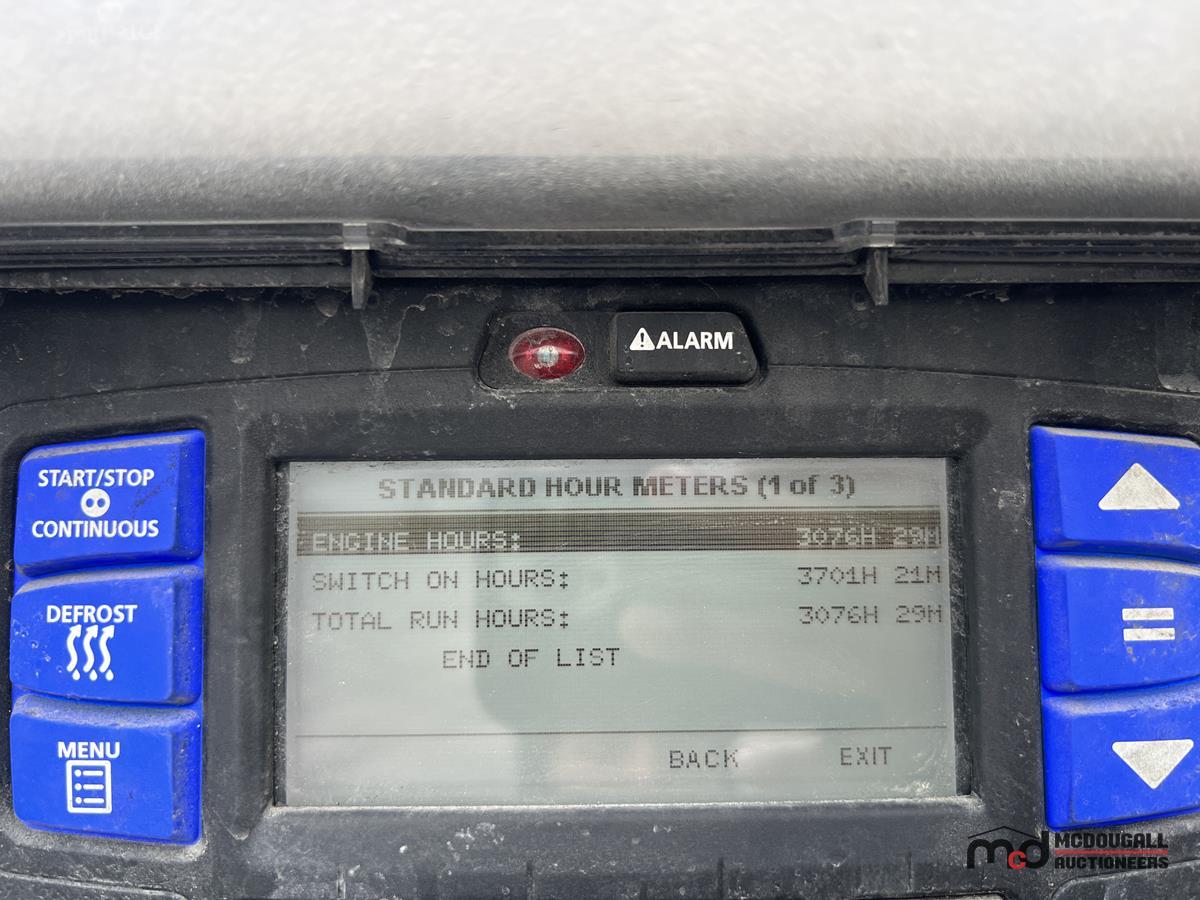 ALARM
START/STOP
CONTINUOUS
DEFROST
MENU
STANDARD HOUR METERS (1 of 3)
ENGINE HOURS: 3076H 29M
SWITCH ON HOURS: 3701H 21M
TOTAL RUN HOURS: 3076H 29M
END OF LIST
BACK EXIT
mcd MCDOUGALL
AUCTIONEERS